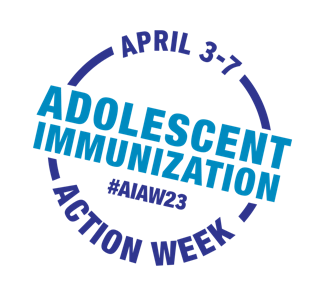 APRIL 3-7
ADOLESCENT
IMMUNIZATION
#AIAW23
ACTION WEEK